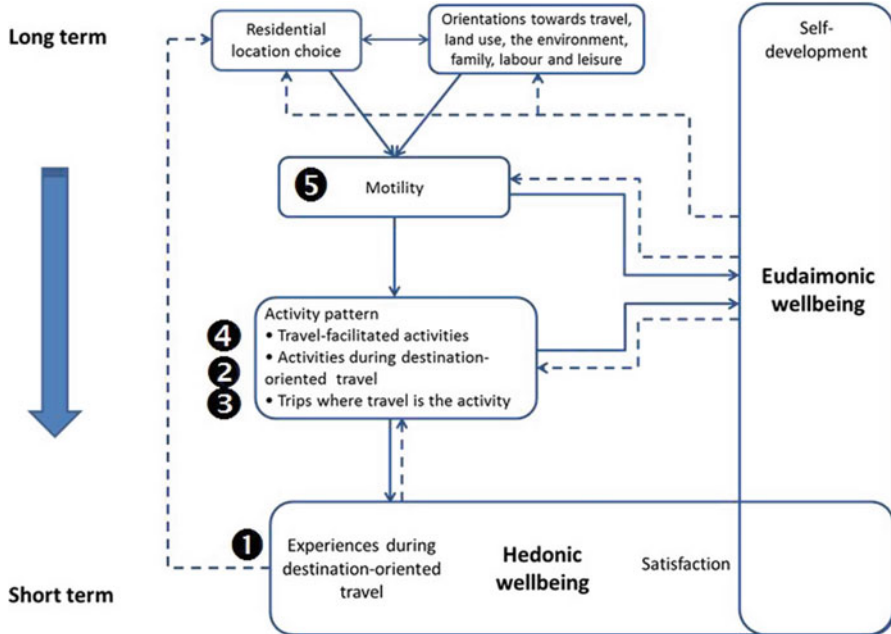 Long term
Residential
location choice
Orientations towards travel,
land use, the environment,
family, labour and leisure
Self-
development
5
Motility
Eudaimonic
wellbeing
Activity pattern
4
• Travel-facilitated activities
• Activities during destination-
2
oriented travel
3
• Trips where travel is the activity
1
Experiences during
destination-oriented
travel
Hedonic
wellbeing
Satisfaction
Short term